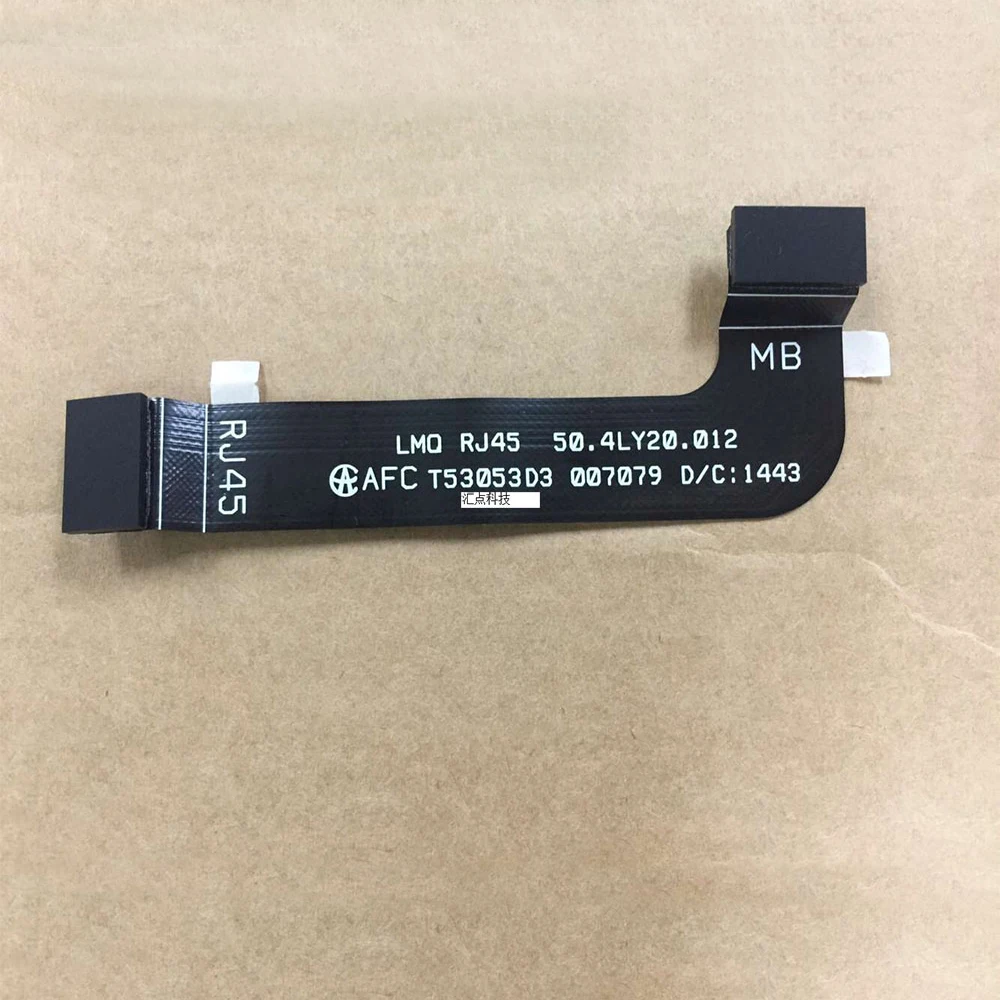 MB
RJ45
LMQ RJ45 50.4LY20.012
AFC T53053D3 007079 D/C:1443
汇点科技